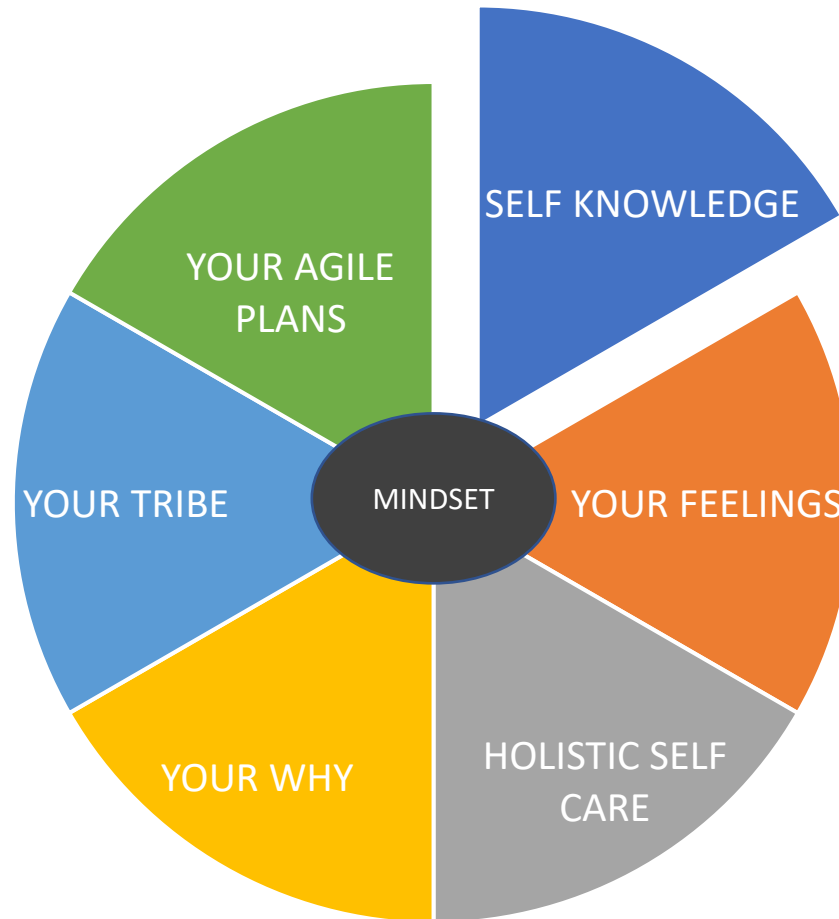 SELF KNOWLEDGE
YOUR AGILE
PLANS
YOUR TRIBE
MINDSET
YOUR FEELINGS
YOUR WHY
HOLISTIC SELF
CARE